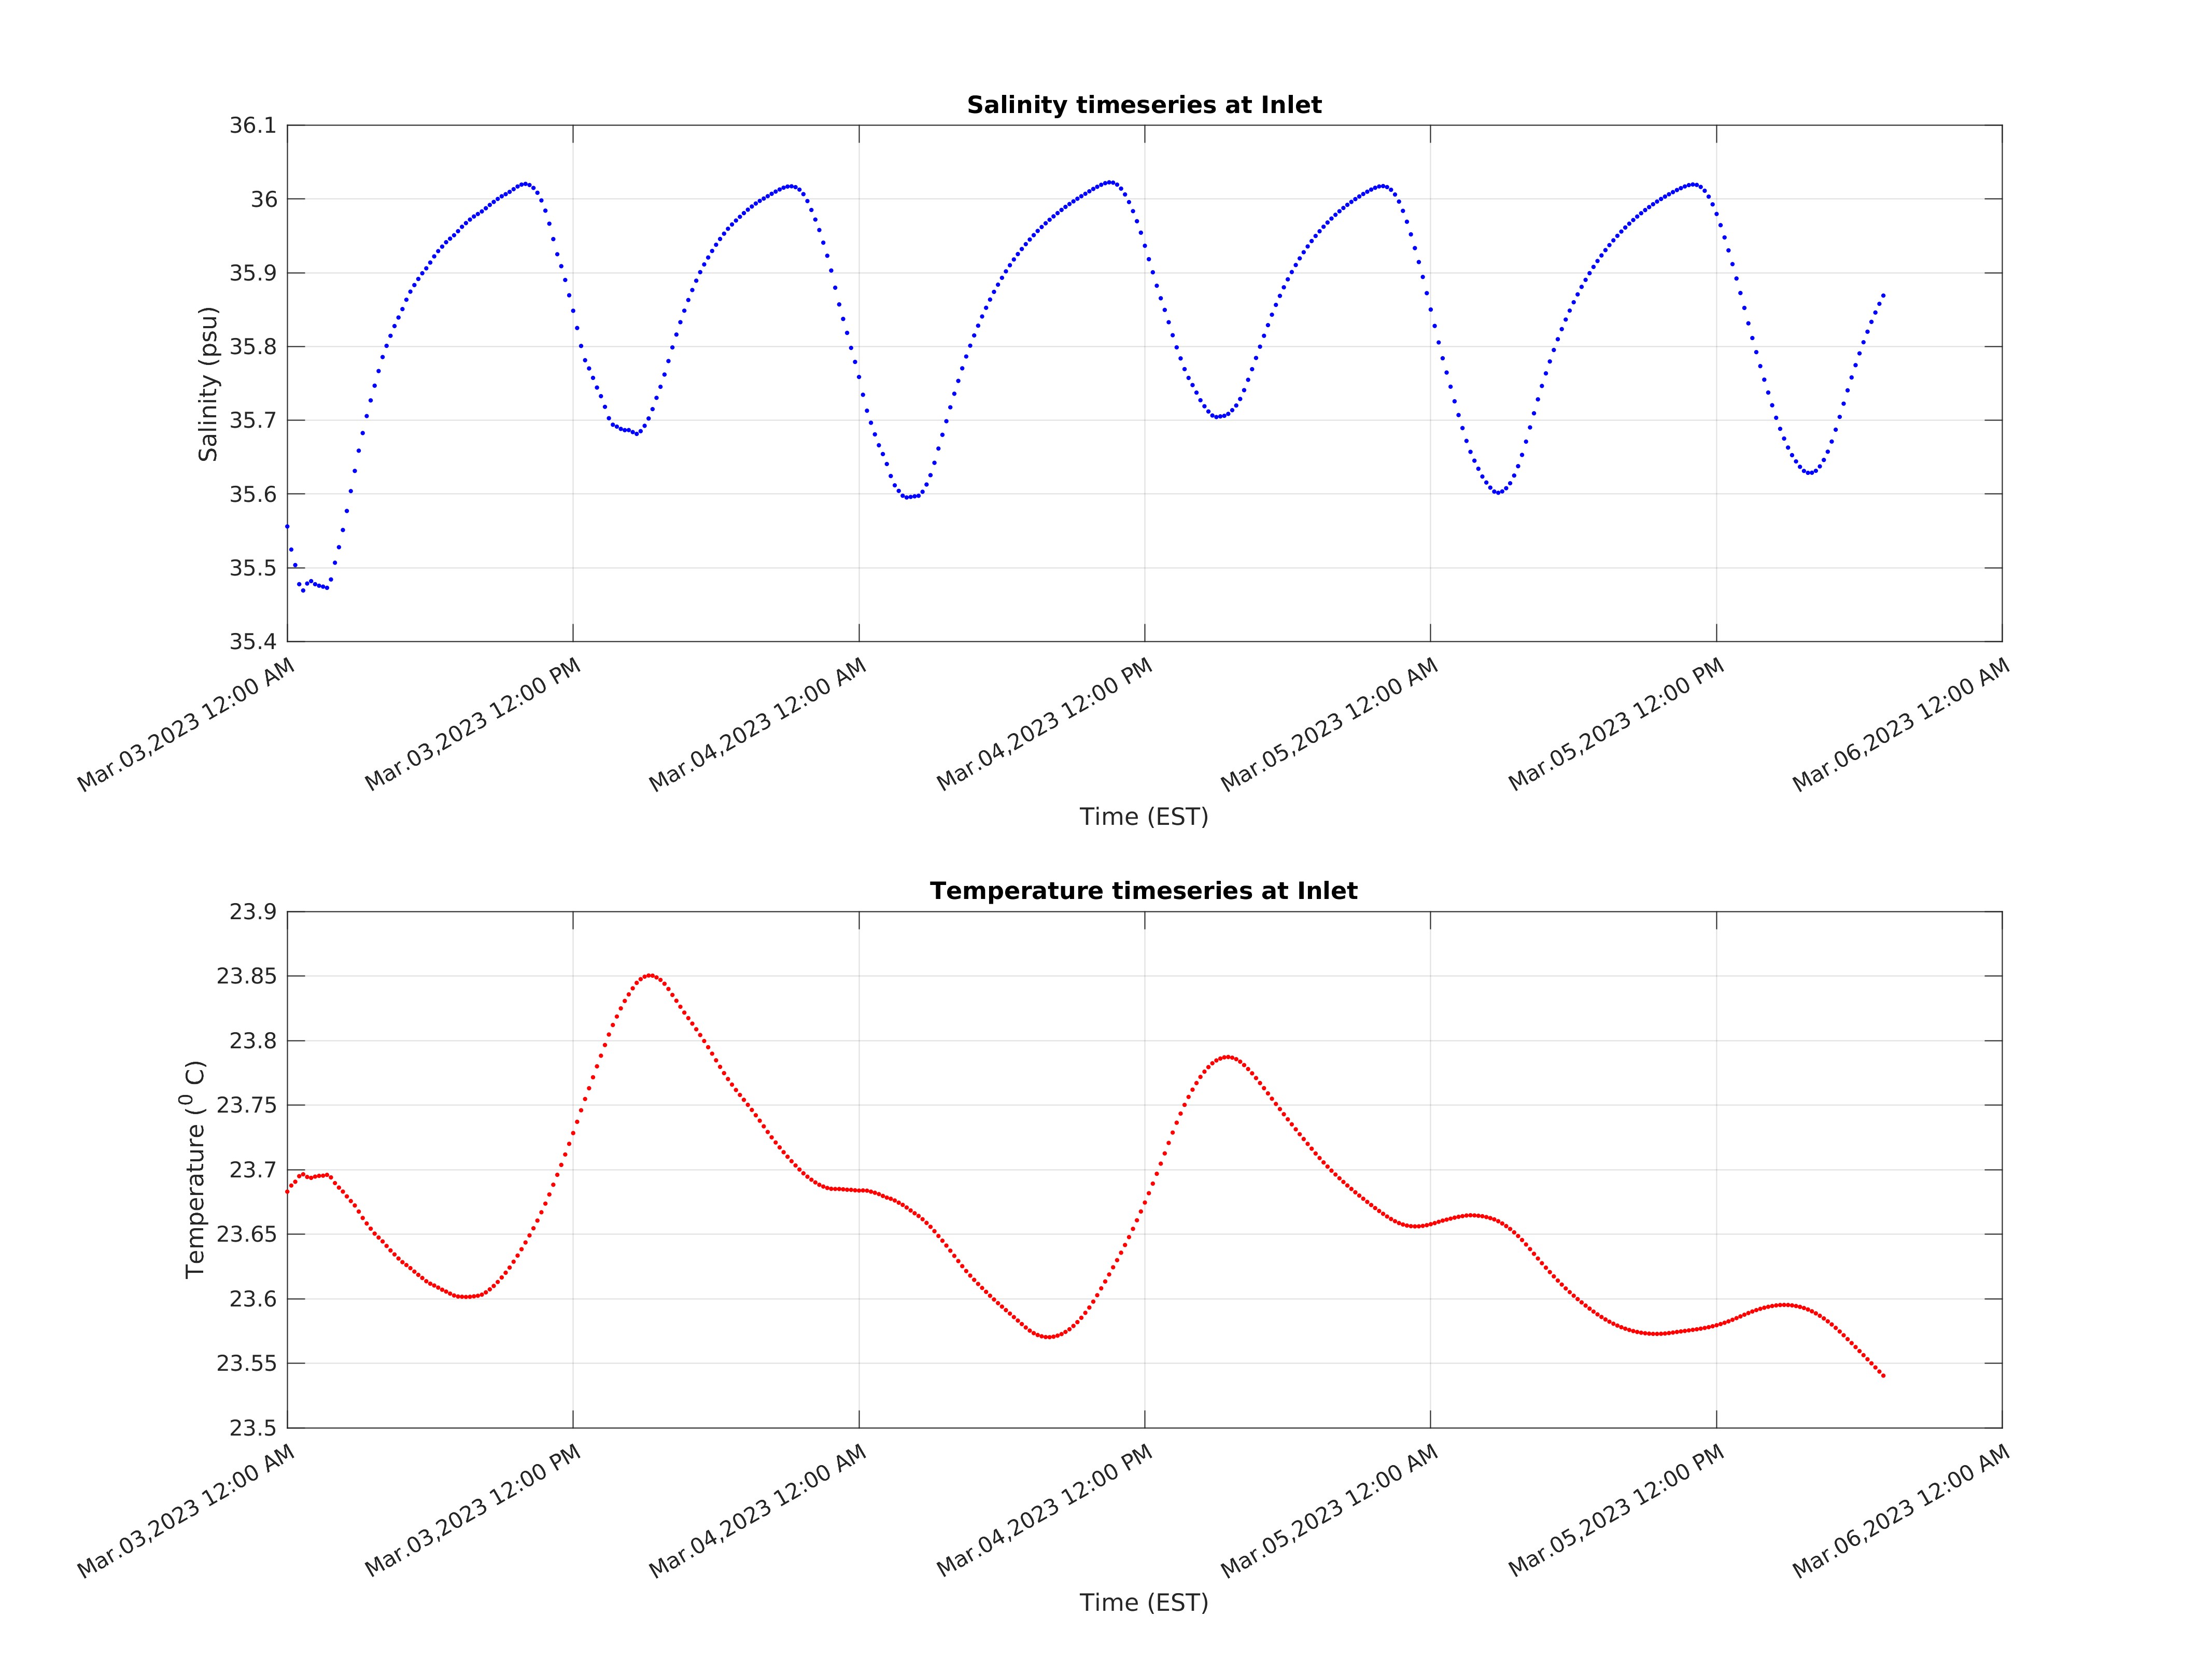 Salinity timeseries at Inlet
36.1
36
35.9
35.8
35.7
35.6
35.5
35.4
Salinity (psu)
Mar.03,2023 12:00 AM
Mar.03,2023 12:00 PM
Mar.04,2023 12:00 AM
Mar.04,2023 12:00 PM
Mar.05,2023 12:00 AM
Mar.05,2023 12:00 PM
Mar.06,2023 12:00 AM
Time (EST)
Temperature timeseries at Inlet
23.9
23.85
23.8
23.75
23.7
23.65
23.6
23.55
23.5
Temperature (⁰ C)
Mar.03,2023 12:00 AM
Mar.03,2023 12:00 PM
Mar.04,2023 12:00 AM
Mar.04,2023 12:00 PM
Mar.05,2023 12:00 AM
Mar.05,2023 12:00 PM
Mar.06,2023 12:00 AM
Time (EST)